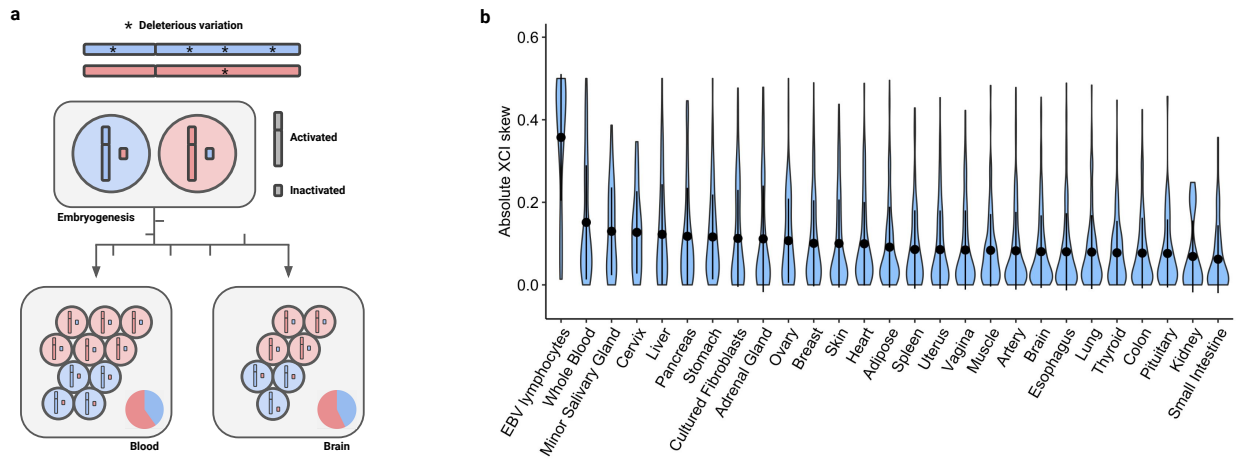 a
* Deleterious variation
* * * *
*
Activated
Inactivated
Embryogenesis
Blood
Brain
b
Absolute XCI skew
0.6
0.4
0.2
0.0
EBV lymphocytes
Whole Blood
Minor Salivary Gland
Cervix
Liver
Pancreas
Stomach
Cultured Fibroblasts
Adrenal Gland
Ovary
Breast
Skin
Heart
Adipose
Spleen
Uterus
Vagina
Muscle
Artery
Brain
Esophagus
Lung
Thyroid
Colon
Pituitary
Kidney
Small Intestine